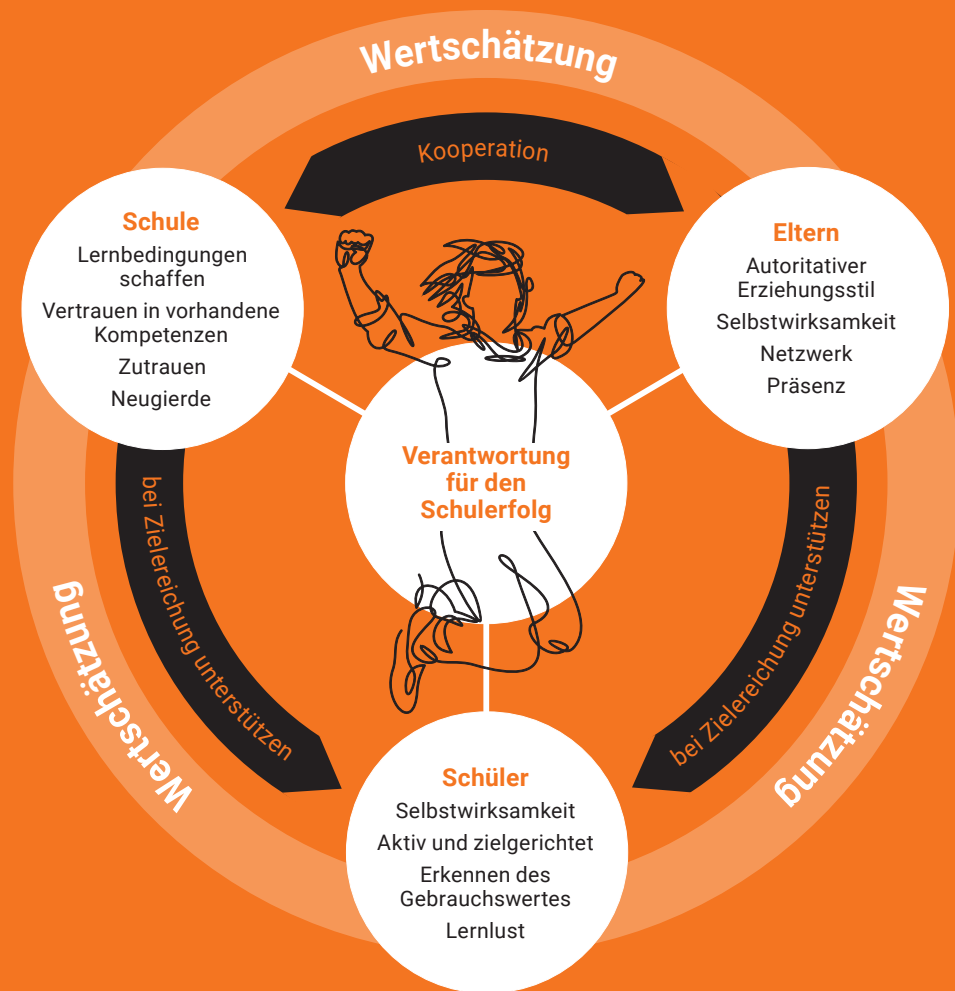 Wertschätzung
Kooperation
Schule
Lernbedingungen
schaffen
Vertrauen in vorhandene
Kompetenzen
Zutrauen
Neugierde
Eltern
Autoritativer
Erziehungsstil
Selbstwirksamkeit
Netzwerk
Präsenz
Verantwortung
für den
Schulerfolg
bei Zielereichung unterstützen
bei Zielereichung unterstützen
Wertschätzung
Wertschätzung
Schüler
Selbstwirksamkeit
Aktiv und zielgerichtet
Erkennen des
Gebrauchswertes
Lernlust